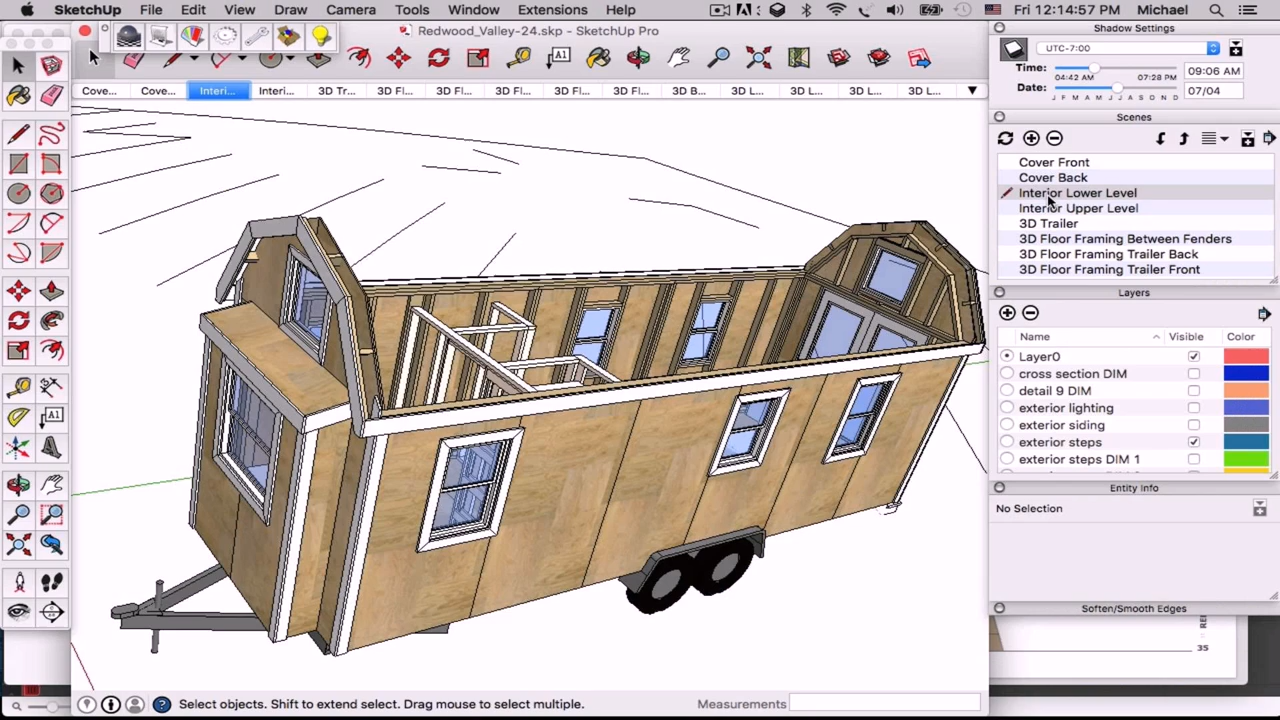 SketchUp File Edit View Draw Camera Tools Window Extensions Help Fri 12:14:57 PM Michael
Redwood_Valley-24.skp - SketchUp Pro
Cove... Cove... Interi... Interi... 3D Tr... 3D Fl... 3D Fl... 3D Fl... 3D Fl... 3D Fl... 3D B... 3D L... 3D L... 3D L... 3D L...
Shadow Settings
UTC-7:00
Time: 04:42 AM 07:28 PM 09:06 AM
Date: J F M A M J J A S O N D 07/04
Scenes
Cover Front
Cover Back
Interior Lower Level
Interior Upper Level
3D Trailer
3D Floor Framing Between Fenders
3D Floor Framing Trailer Back
3D Floor Framing Trailer Front
Layers
Name Visible Color
Layer0
cross section DIM
detail 9 DIM
exterior lighting
exterior siding
exterior steps
exterior steps DIM 1
Entity Info
No Selection
Soften/Smooth Edges
35
A1
A1
Select objects. Shift to extend select. Drag mouse to select multiple. Measurements